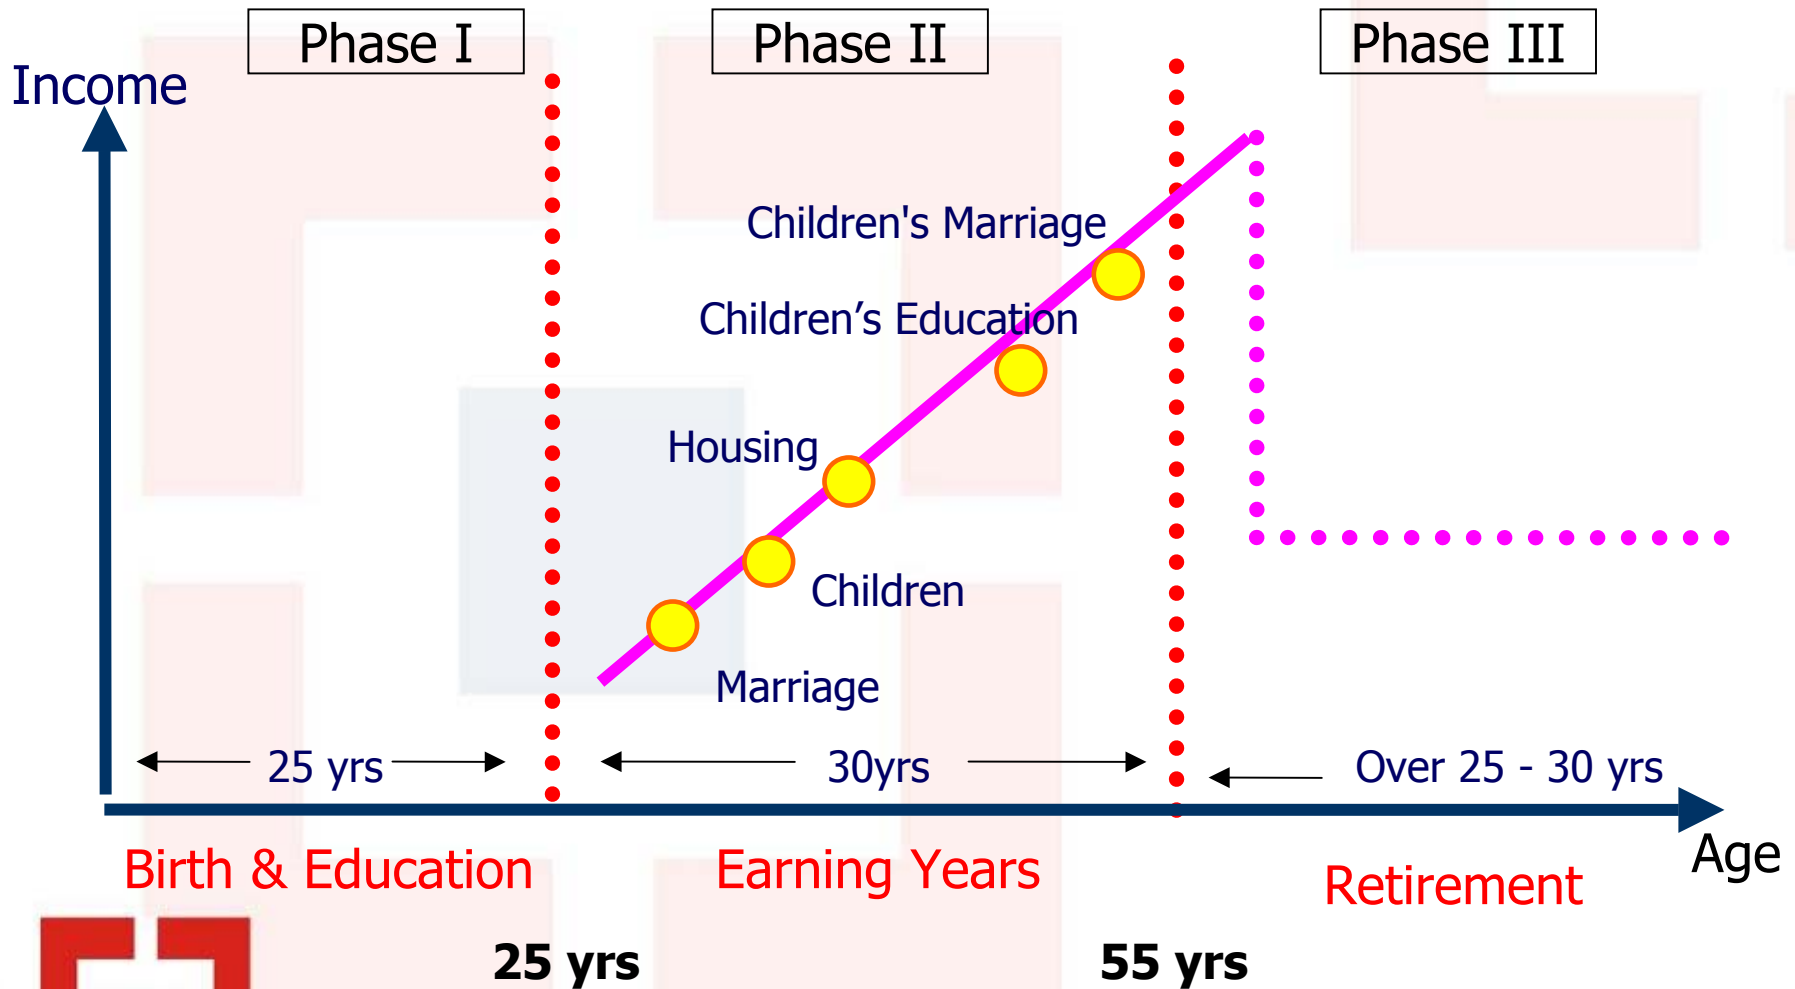 Phase I
Phase II
Phase III
Income
Children's Marriage
Children’s Education
Housing
Children
Marriage
25 yrs
30yrs
Over 25 - 30 yrs
Age
Birth & Education
Earning Years
Retirement
25 yrs
55 yrs